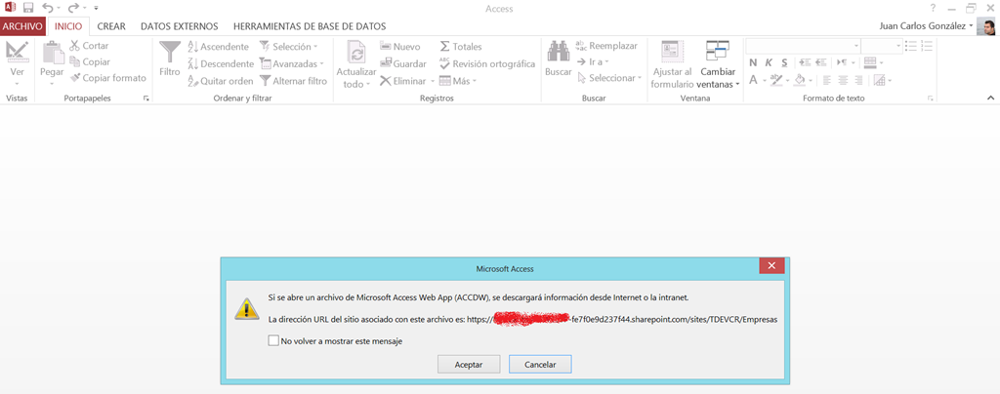 Access
ARCHIVO INICIO CREAR DATOS EXTERNOS HERRAMIENTAS DE BASE DE DATOS
Juan Carlos González
Ver
Vistas
Pegar
Cortar
Copiar
Copiar formato
Portapapeles
Filtro
Ascendente
Descendente
Quitar orden
Selección
Avanzadas
Alternar filtro
Ordenar y filtrar
Actualizar
todo
Nuevo
Guardar
Eliminar
Totales
Revisión ortográfica
Más
Registros
Buscar
Reemplazar
Ir a
Seleccionar
Buscar
Ajustar al
formulario
Cambiar
ventanas
Ventana
N K S
A
Formato de texto
Microsoft Access
Si se abre un archivo de Microsoft Access Web App (ACCDW), se descargará información desde Internet o la intranet.
La dirección URL del sitio asociado con este archivo es: https:// -fe7f0e9d237f44.sharepoint.com/sites/TDEVCR/Empresas
No volver a mostrar este mensaje
Aceptar
Cancelar